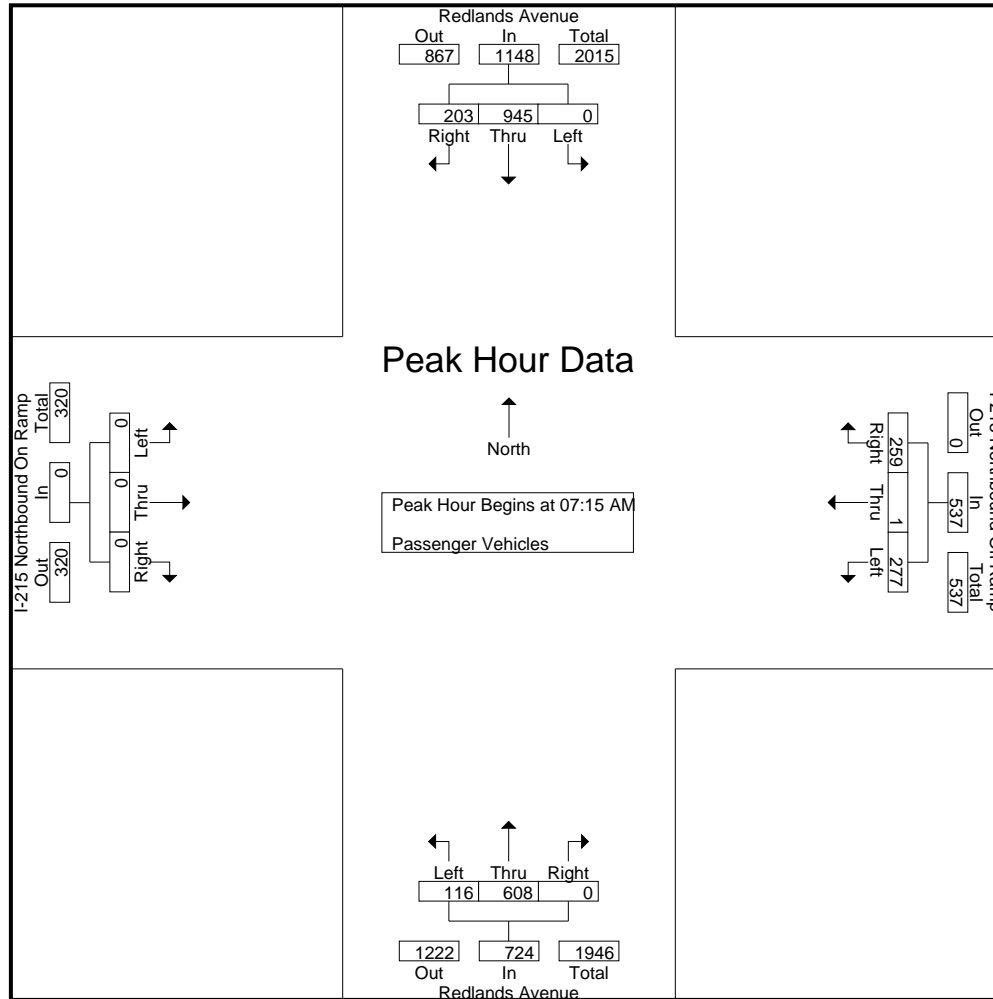 Redlands Avenue
Out In Total
867 1148 2015
203 945 0
Right Thru Left
Peak Hour Data
North
Peak Hour Begins at 07:15 AM
Passenger Vehicles
I-215 Northbound On Ramp
Total In Out
320 0 320
0 0 0
Left Thru Right
Right Thru Left
259 1 277
Out In Total
0 537 537
Left Thru Right
116 608 0
1222 724 1946
Out In Total
Redlands Avenue